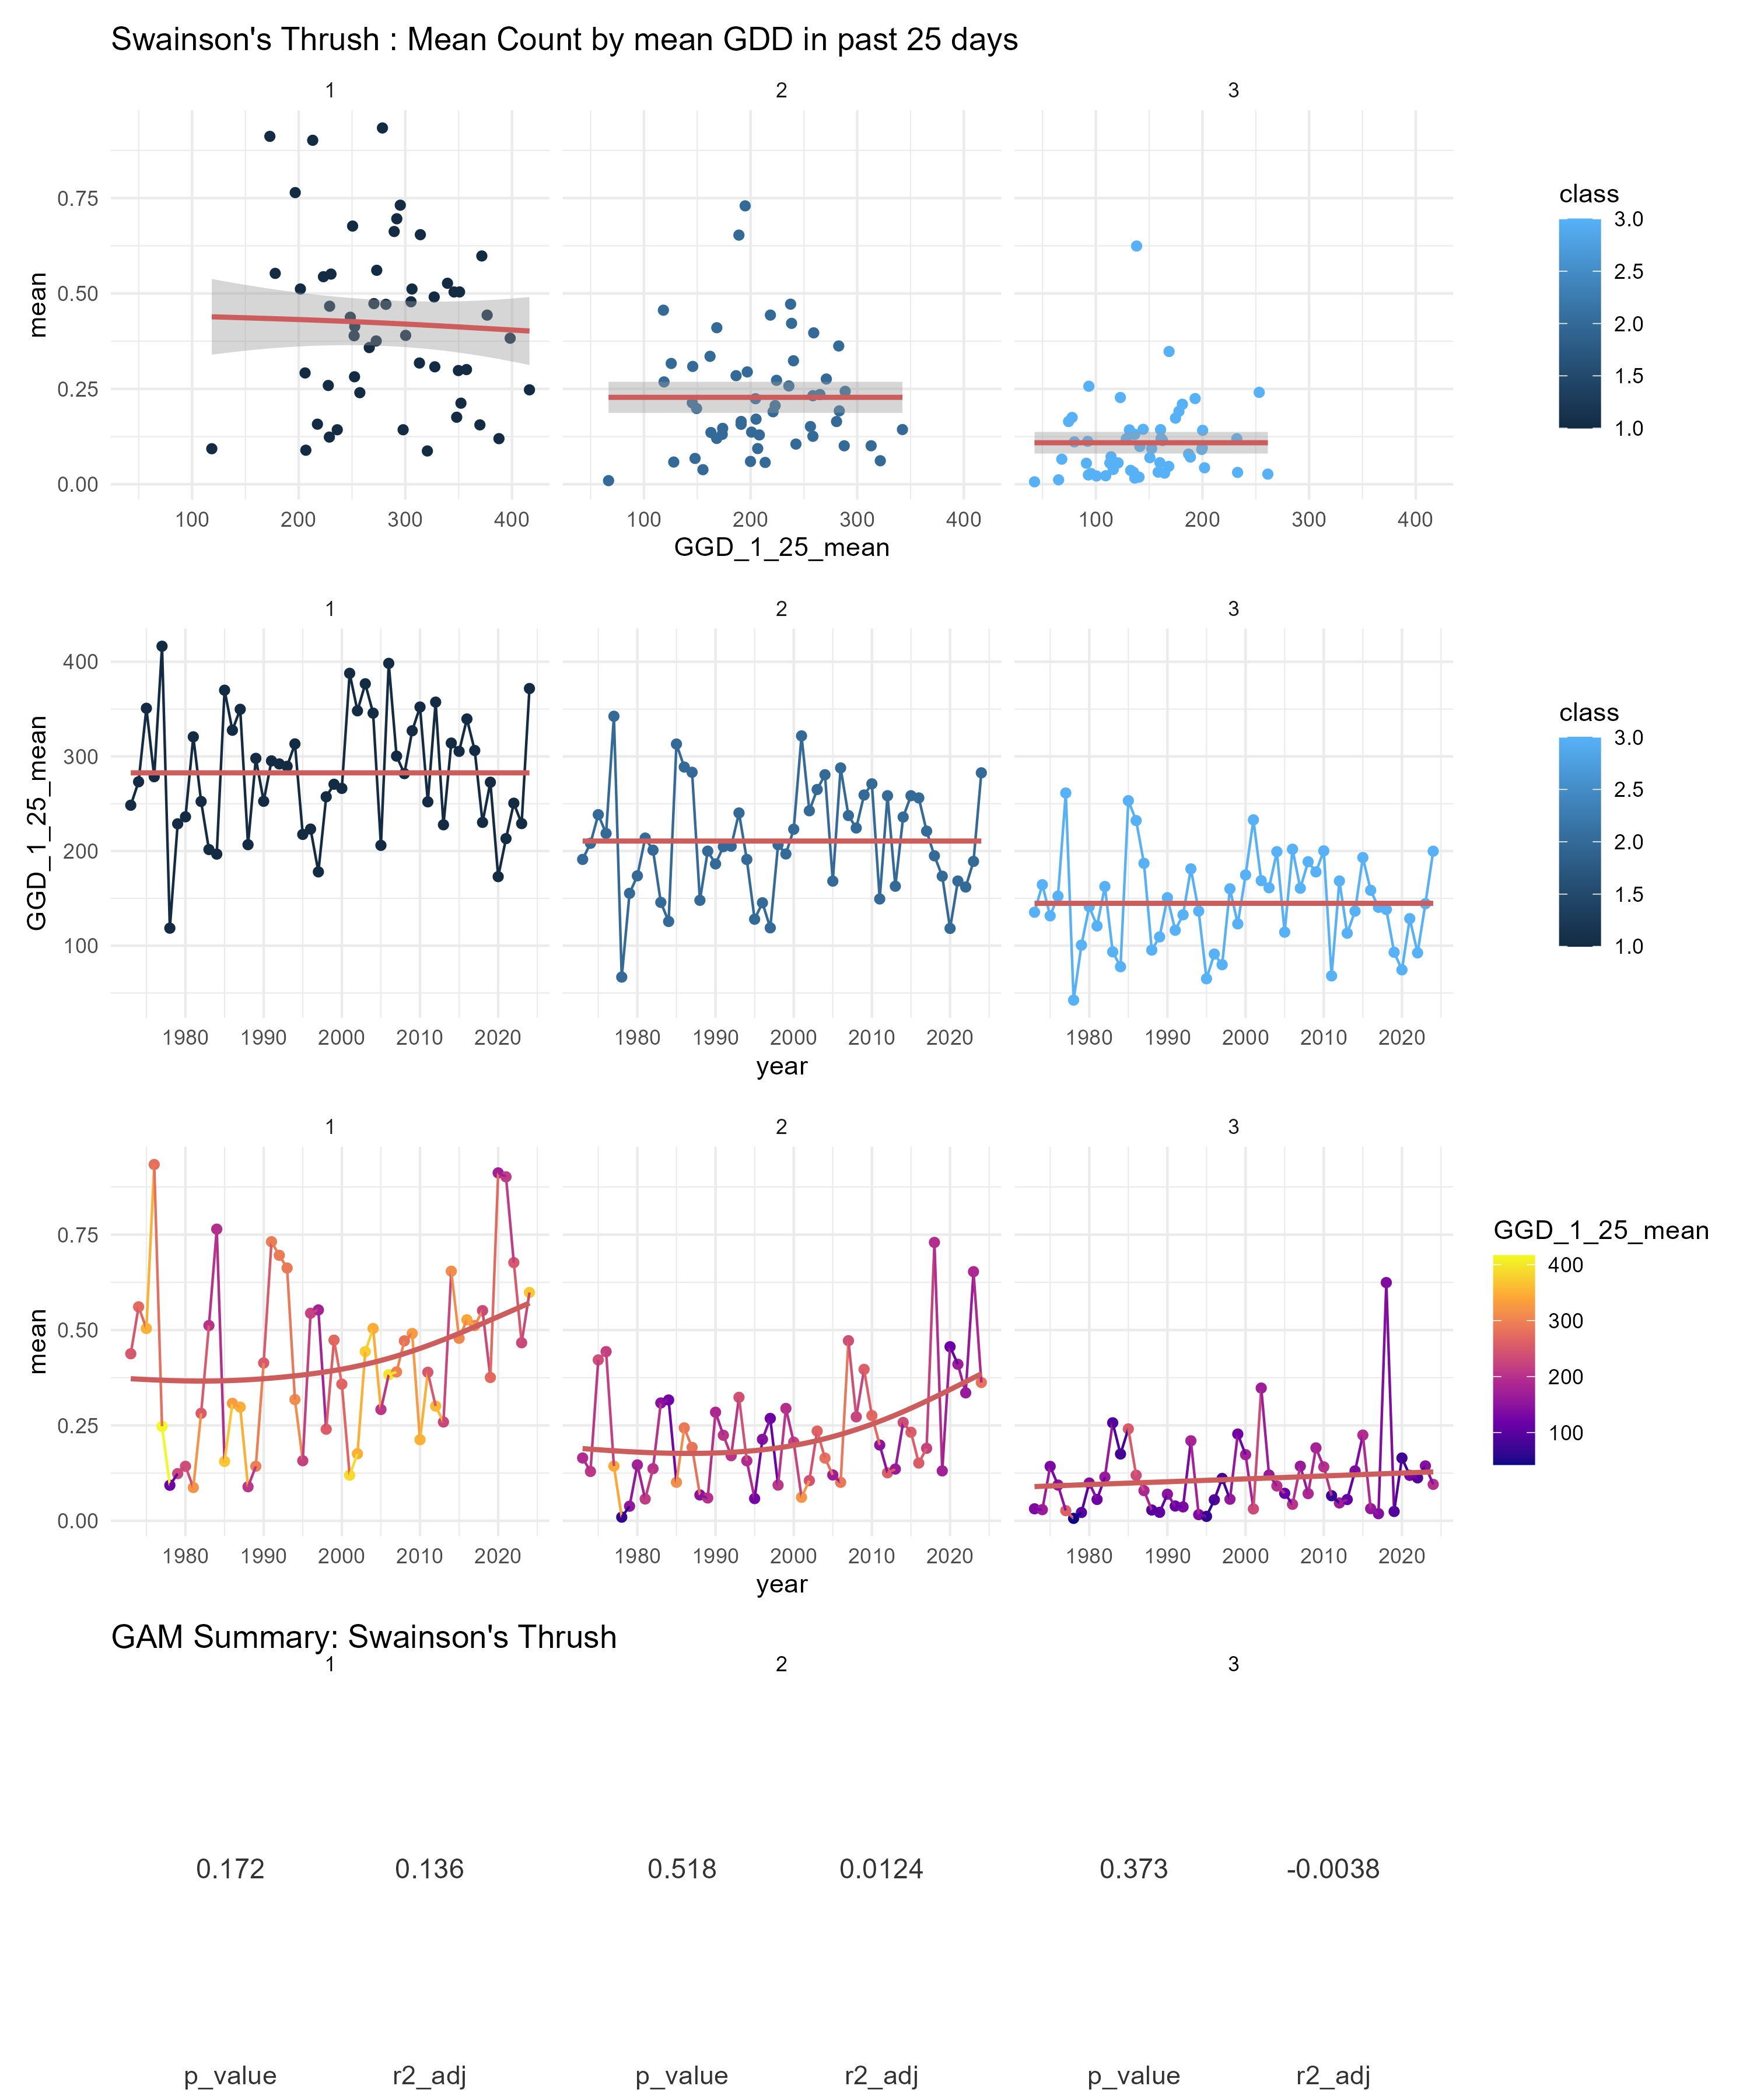 Swainson's Thrush : Mean Count by mean GDD in past 25 days
1 2 3
mean
0.75
0.50
0.25
0.00
100 200 300 400 100 200 300 400 100 200 300 400
GGD_1_25_mean
class
3.0
2.5
2.0
1.5
1.0
1 2 3
GGD_1_25_mean
400
300
200
100
1980 1990 2000 2010 2020 1980 1990 2000 2010 2020 1980 1990 2000 2010 2020
year
class
3.0
2.5
2.0
1.5
1.0
1 2 3
mean
0.75
0.50
0.25
0.00
1980 1990 2000 2010 2020 1980 1990 2000 2010 2020 1980 1990 2000 2010 2020
year
GGD_1_25_mean
400
300
200
100
GAM Summary: Swainson's Thrush
1 2 3
0.172 0.136 0.518 0.0124 0.373 -0.0038
p_value r2_adj p_value r2_adj p_value r2_adj